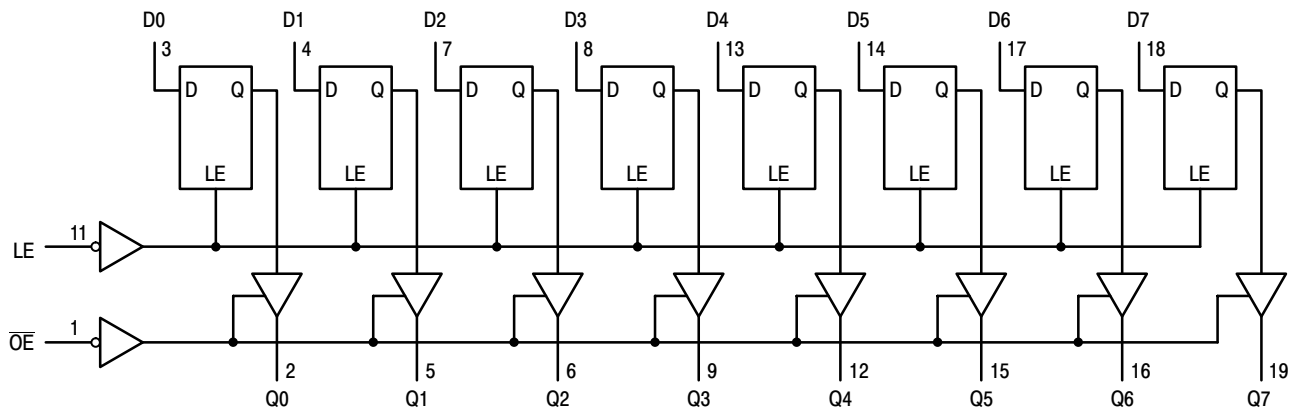 D0 D1 D2 D3 D4 D5 D6 D7
3 4 7 8 13 14 17 18
D Q D Q D Q D Q D Q D Q D Q D Q
LE LE LE LE LE LE LE LE
11
LE
1
O̅E̅
2 5 6 9 12 15 16 19
Q0 Q1 Q2 Q3 Q4 Q5 Q6 Q7